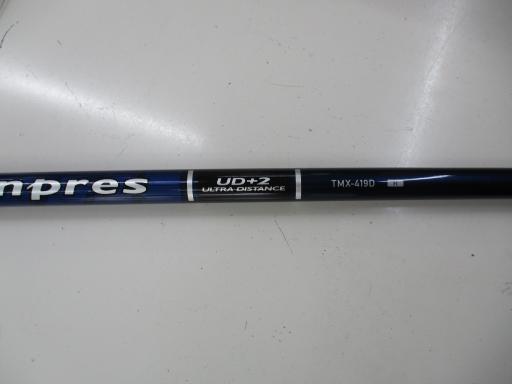 npres
UD+2
ULTRA-DISTANCE
TMX-419D